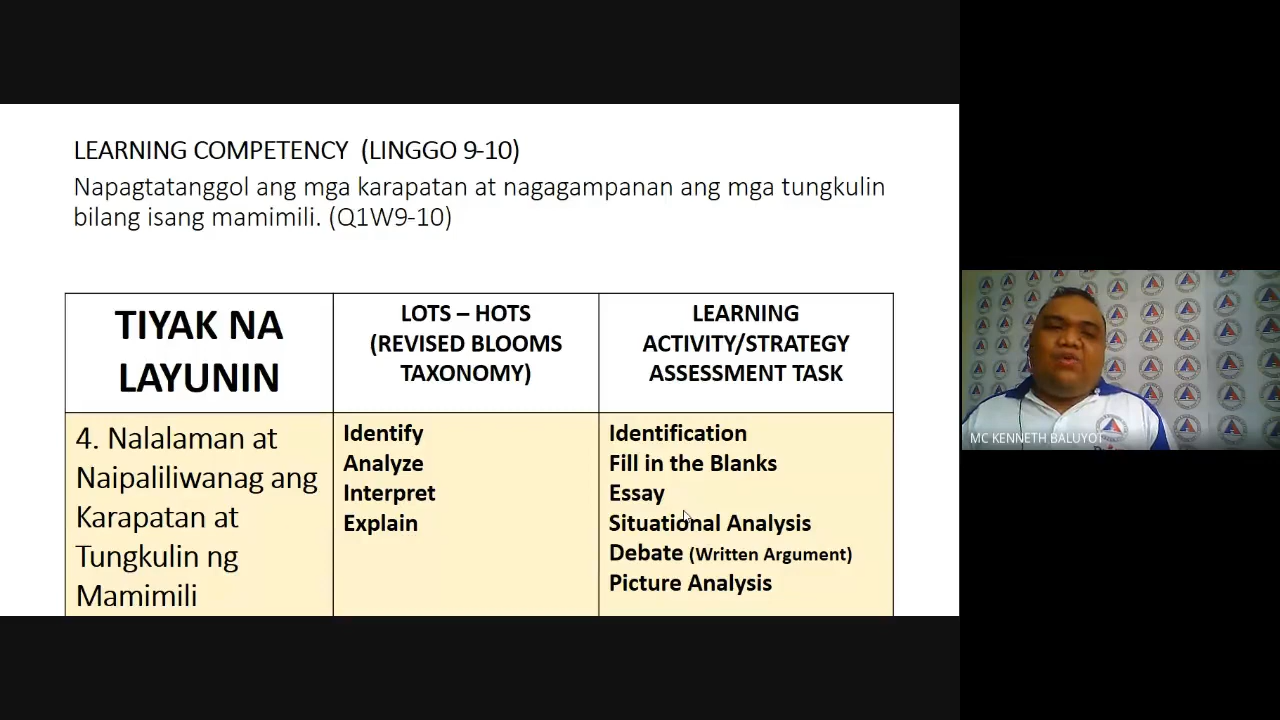 LEARNING COMPETENCY (LINGGO 9-10)
Napagtatanggol ang mga karapatan at nagagampanan ang mga tungkulin
bilang isang mamimili. (Q1W9-10)
TIYAK NA
LAYUNIN
LOTS – HOTS
(REVISED BLOOMS
TAXONOMY)
LEARNING
ACTIVITY/STRATEGY
ASSESSMENT TASK
4. Nalalaman at
Naipaliliwanag ang
Karapatan at
Tungkulin ng
Mamimili
Identify
Analyze
Interpret
Explain
Identification
Fill in the Blanks
Essay
Situational Analysis
Debate (Written Argument)
Picture Analysis
MC KENNETH BALUYOT